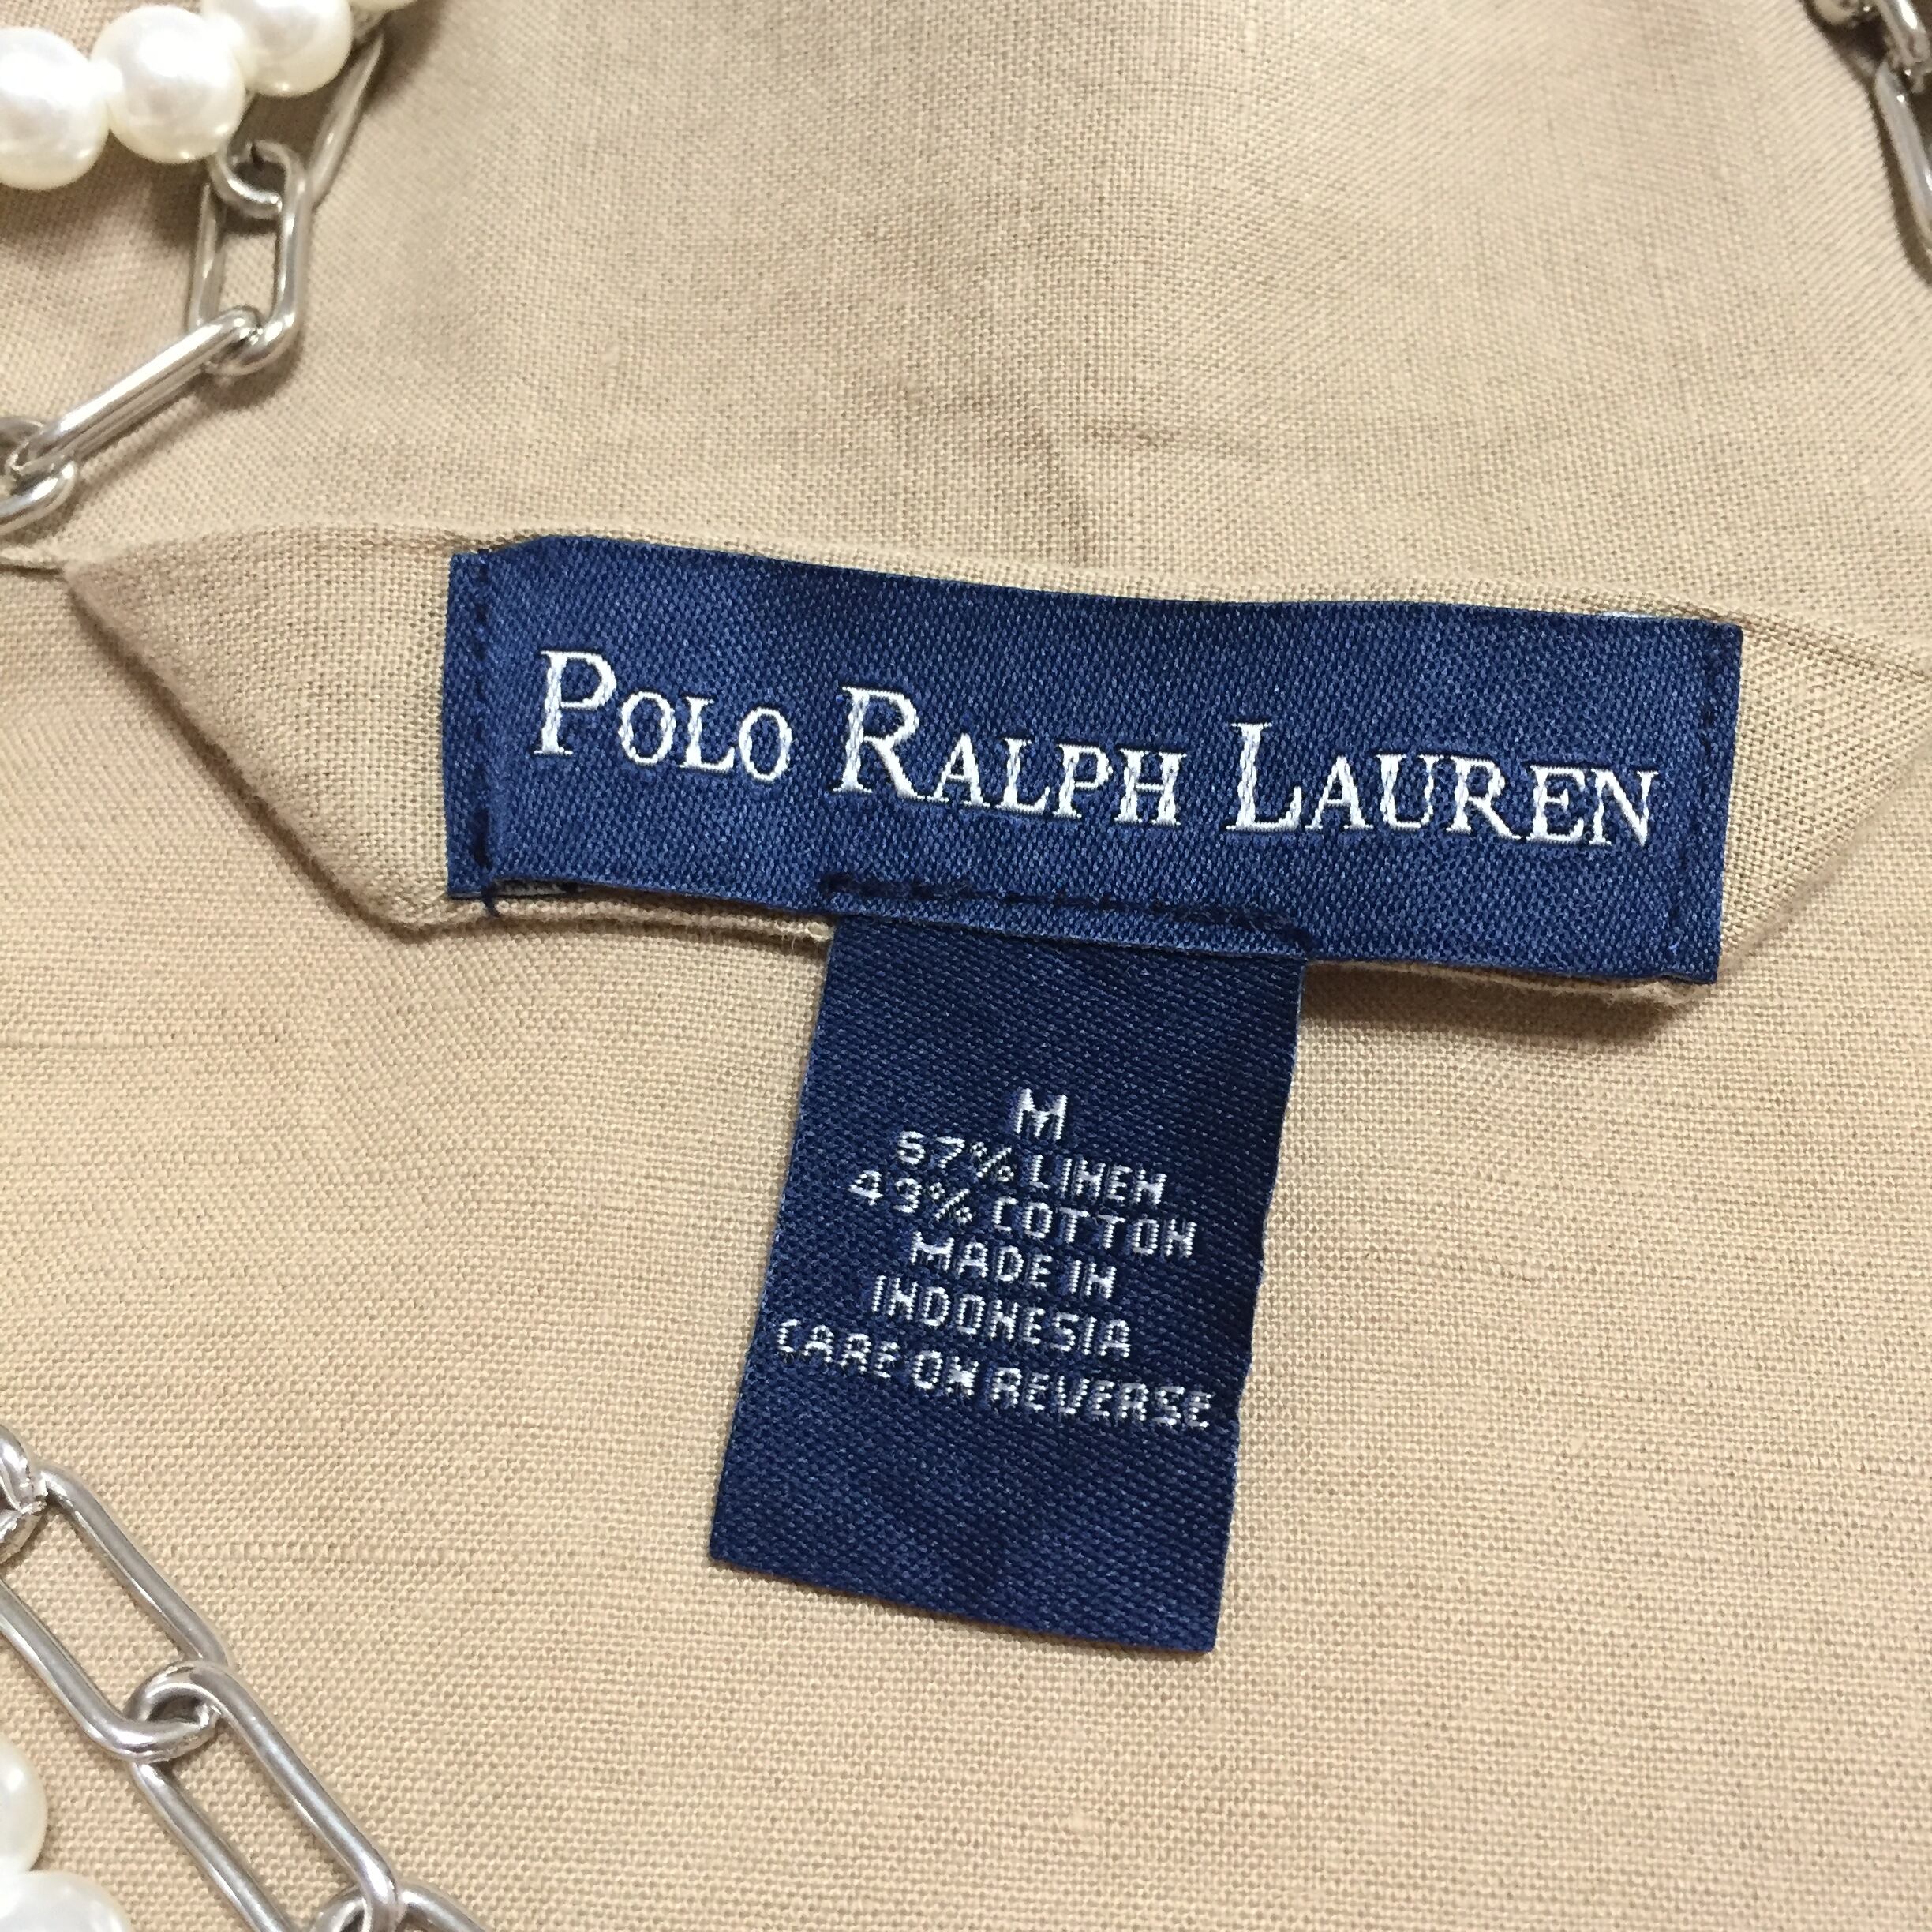 POLO RALPH LAUREN
M
57% LINEN
43% COTTON
MADE IN
INDONESIA
CARE ON REVERSE